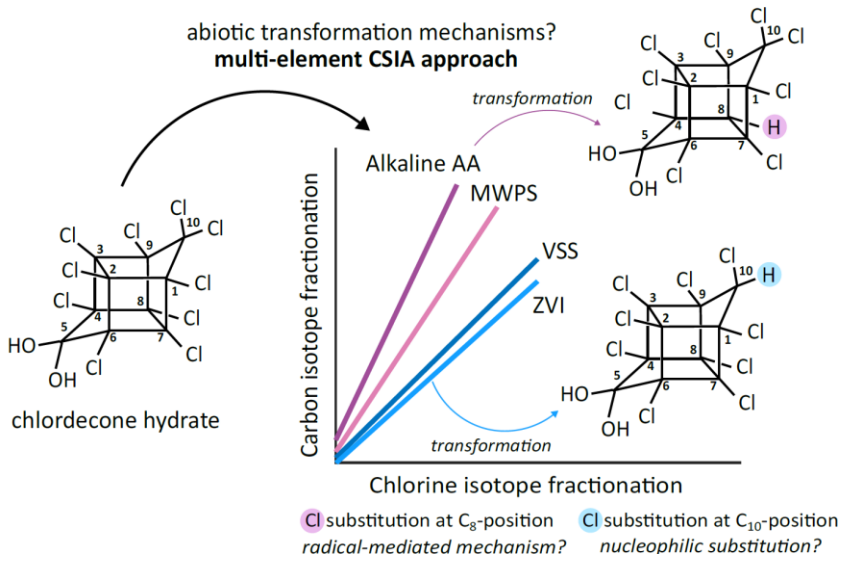 abiotic transformation mechanisms?
multi-element CSIA approach
Cl
10
Cl
Cl
Cl
3
9
Cl
2
1
Cl
Cl
8
H
4
5
HO
6
7
Cl
OH
Cl
transformation
Alkaline AA
MWPS
VSS
ZVI
Carbon isotope fractionation
Chlorine isotope fractionation
transformation
Cl
10
Cl
Cl
Cl
3
9
Cl
2
1
Cl
Cl
8
Cl
4
5
HO
6
7
Cl
OH
Cl
chlordecone hydrate
Cl
10
H
Cl
Cl
3
9
Cl
2
1
Cl
Cl
8
Cl
4
5
HO
6
7
Cl
OH
Cl
Cl substitution at C8-position
radical-mediated mechanism?
Cl substitution at C10-position
nucleophilic substitution?